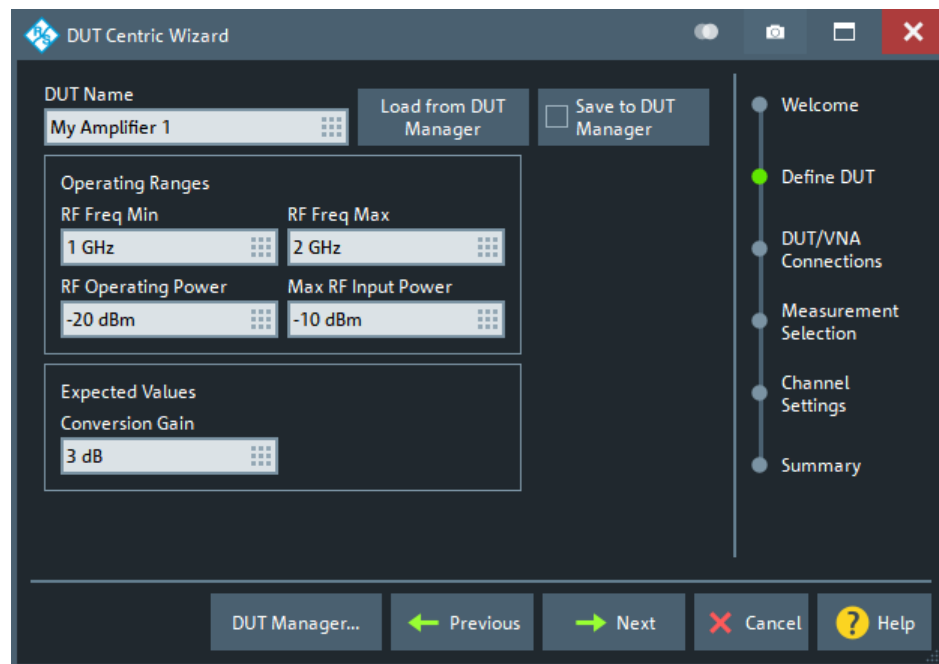 DUT Centric Wizard
DUT Name
My Amplifier 1
Load from DUT
Manager
Save to DUT
Manager
Operating Ranges
RF Freq Min
RF Freq Max
1 GHz
2 GHz
RF Operating Power
Max RF Input Power
-20 dBm
-10 dBm
Expected Values
Conversion Gain
3 dB
Welcome
Define DUT
DUT/VNA
Connections
Measurement
Selection
Channel
Settings
Summary
DUT Manager...
Previous
Next
Cancel
? Help